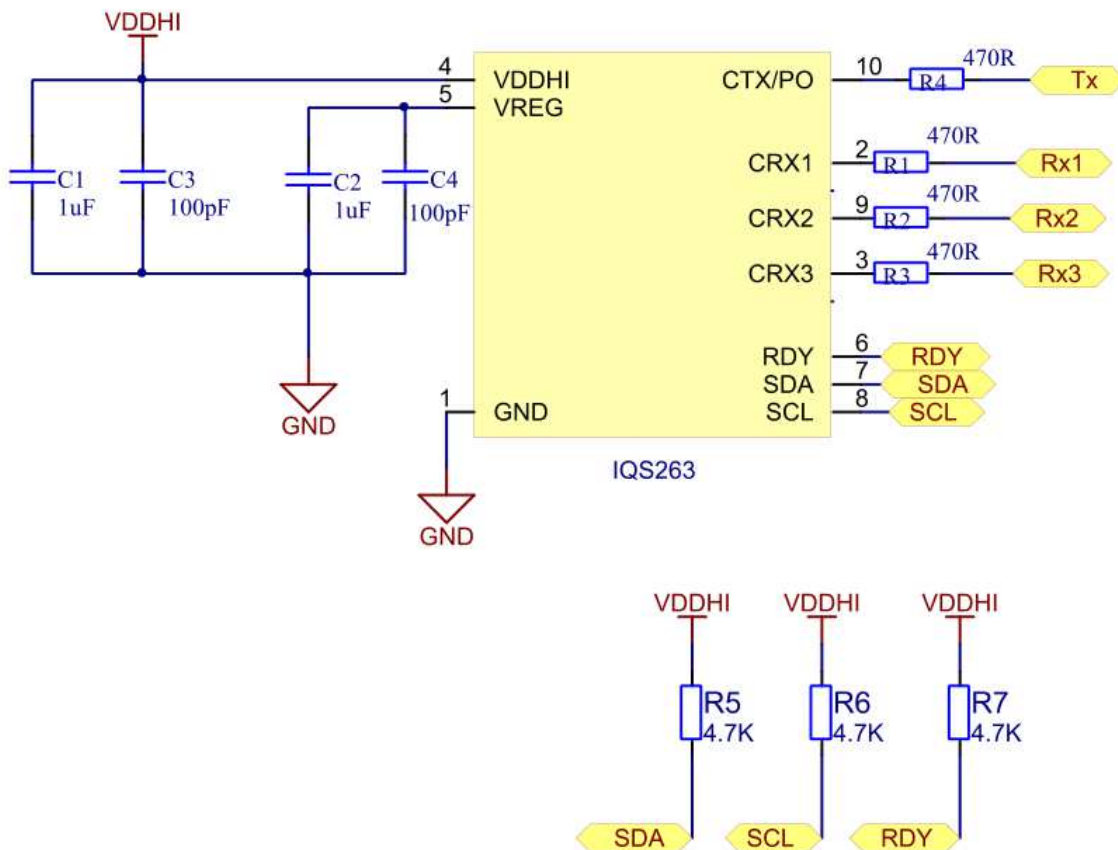 VDDHI
4 VDDHI CTX/PO 10 R4 470R Tx
5 VREG
C1 1uF
C3 100pF
C2 1uF
C4 100pF
CRX1 2 R1 470R Rx1
CRX2 9 R2 470R Rx2
CRX3 3 R3 470R Rx3
RDY 6 RDY
SDA 7 SDA
1 GND SCL 8 SCL
GND
IQS263
GND
VDDHI VDDHI VDDHI
R5 R6 R7
4.7K 4.7K 4.7K
SDA SCL RDY